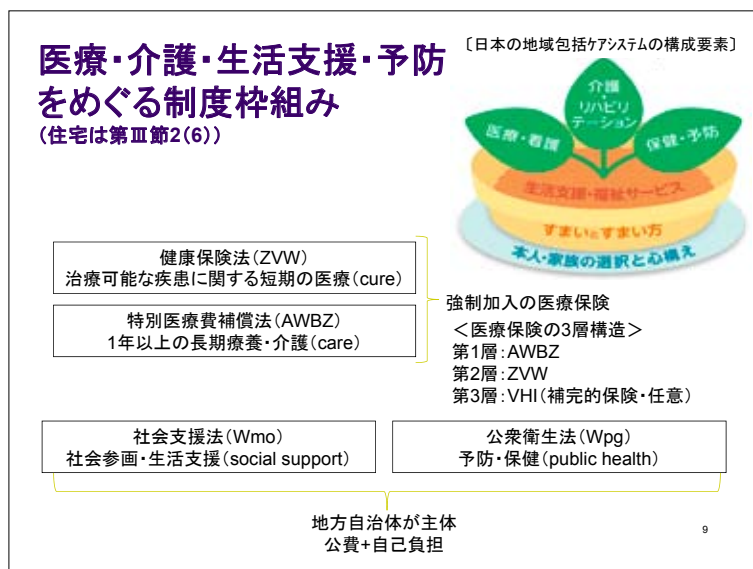 医療・介護・生活支援・予防
をめぐる制度枠組み
(住宅は第Ⅲ節2(6))
〔日本の地域包括ケアシステムの構成要素〕
介護
・
リハビリ
テーション
医療・看護
保健・予防
生活支援・福祉サービス
すまいとすまい方
本人・家族の選択と心構え
健康保険法(ZVW)
治療可能な疾患に関する短期の医療(cure)
特別医療費補償法(AWBZ)
1年以上の長期療養・介護(care)
強制加入の医療保険
＜医療保険の3層構造＞
第1層:AWBZ
第2層:ZVW
第3層:VHI(補完的保険・任意)
社会支援法(Wmo)
社会参画・生活支援(social support)
公衆衛生法(Wpg)
予防・保健(public health)
地方自治体が主体
公費+自己負担
9